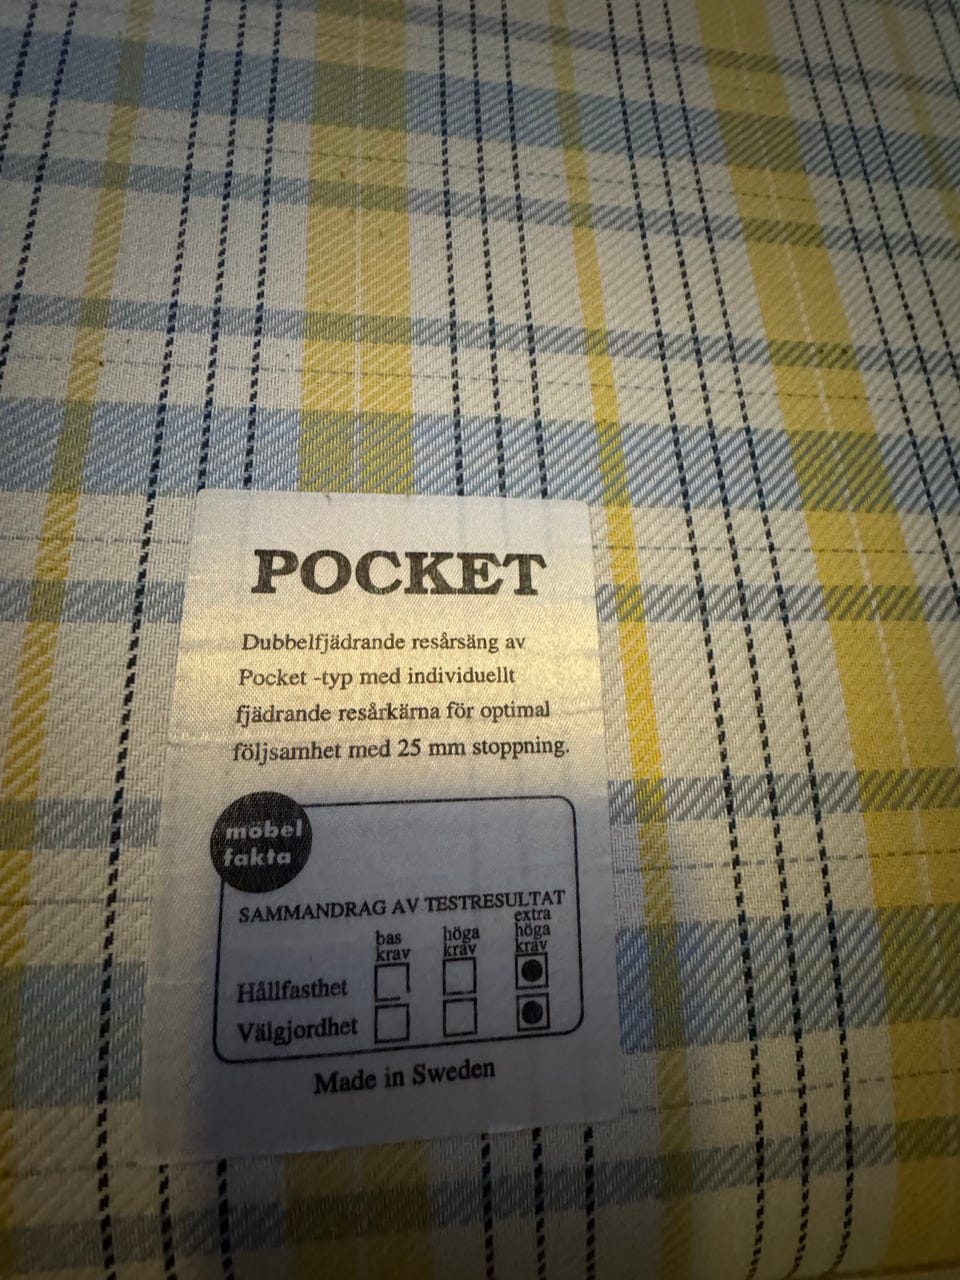 POCKET
Dubbelfjädrande resårsäng av
Pocket -typ med individuellt
fjädrande resårkärna för optimal
följsamhet med 25 mm stoppning.
möbel
fakta
SAMMANDRAG AV TESTRESULTAT
bas krav höga krav extra höga krav
Hållfasthet
Välgjordhet
Made in Sweden